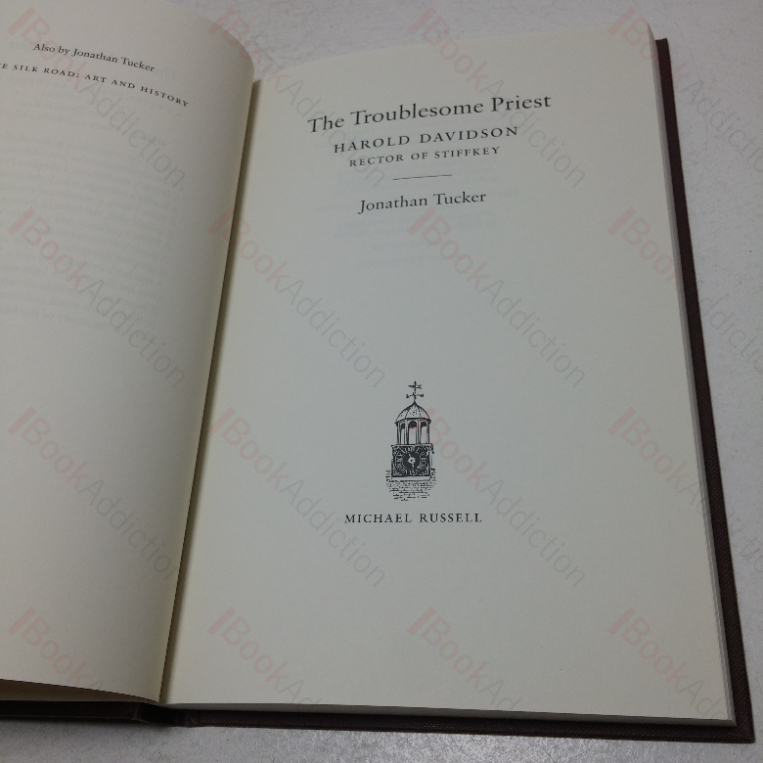 Also by Jonathan Tucker
SILK ROAD: ART AND HISTORY
The Troublesome Priest
HAROLD DAVIDSON
RECTOR OF STIFFKEY
Jonathan Tucker
MICHAEL RUSSELL
BookAddiction